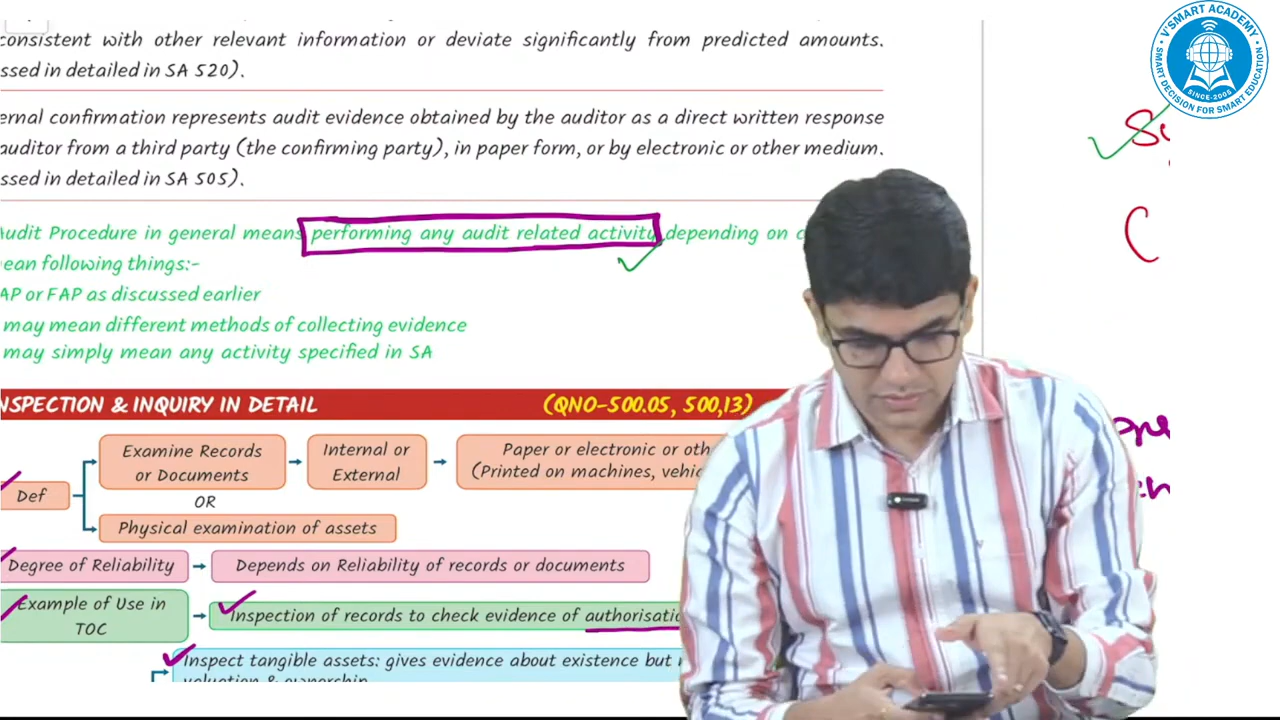 consistent with other relevant information or deviate significantly from predicted amounts.
ssed in detailed in SA 520).
ernal confirmation represents audit evidence obtained by the auditor as a direct written response
auditor from a third party (the confirming party), in paper form, or by electronic or other medium.
ssed in detailed in SA 505).
Audit Procedure in general means performing any audit related activity depending on c
ean following things:-
AP or FAP as discussed earlier
may mean different methods of collecting evidence
may simply mean any activity specified in SA
NSPECTION & INQUIRY IN DETAIL (QNO-500.05, 500,13)
Def
Examine Records
or Documents
Internal or
External
Paper or electronic or oth
(Printed on machines, vehic
OR
Physical examination of assets
Degree of Reliability
Depends on Reliability of records or documents
Example of Use in
TOC
Inspection of records to check evidence of authorisatio
Inspect tangible assets: gives evidence about existence but
valuation & ownership
V'SMART ACADEMY
SINCE-2005
SMART DECISION FOR SMART EDUCATION